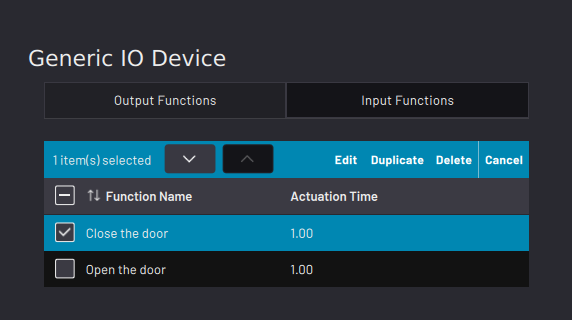 Generic IO Device
Output Functions Input Functions
1 item(s) selected Edit Duplicate Delete Cancel
Function Name Actuation Time
Close the door 1.00
Open the door 1.00